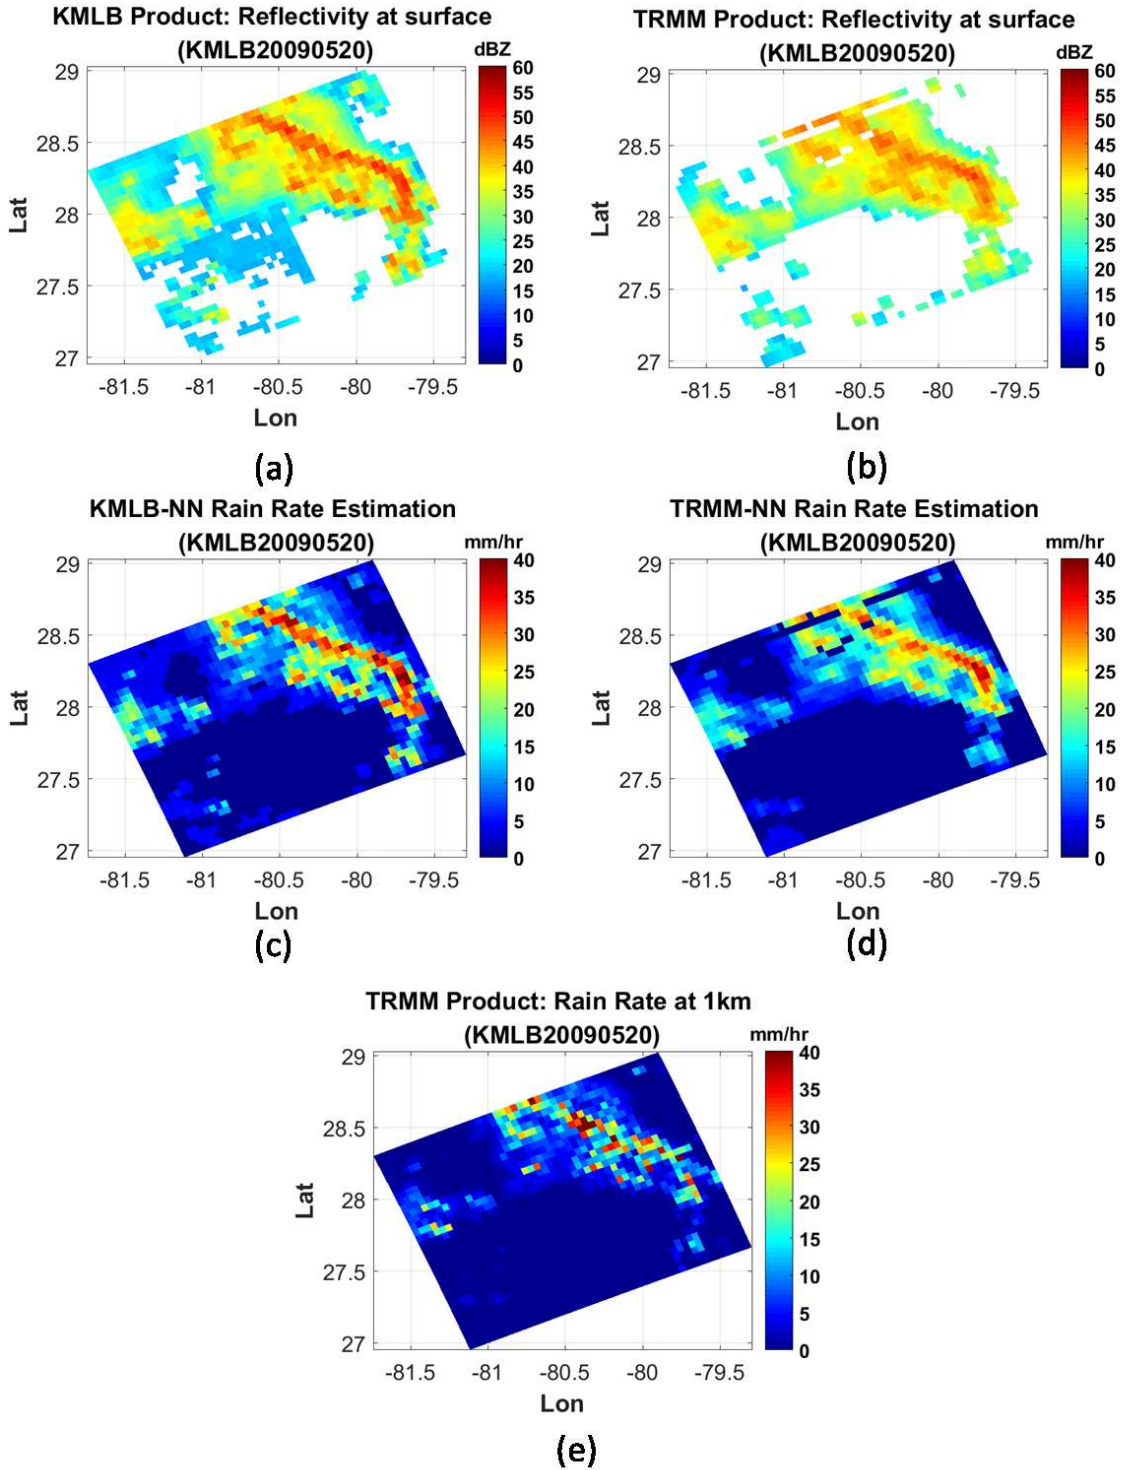 KMLB Product: Reflectivity at surface
(KMLB20090520)
dBZ
60
55
50
45
40
35
30
25
20
15
10
5
0
29
28.5
28
27.5
27
Lat
-81.5 -81 -80.5 -80 -79.5
Lon
(a)
TRMM Product: Reflectivity at surface
(KMLB20090520)
dBZ
60
55
50
45
40
35
30
25
20
15
10
5
0
29
28.5
28
27.5
27
Lat
-81.5 -81 -80.5 -80 -79.5
Lon
(b)
KMLB-NN Rain Rate Estimation
(KMLB20090520)
mm/hr
40
35
30
25
20
15
10
5
0
29
28.5
28
27.5
27
Lat
-81.5 -81 -80.5 -80 -79.5
Lon
(c)
TRMM-NN Rain Rate Estimation
(KMLB20090520)
mm/hr
40
35
30
25
20
15
10
5
0
29
28.5
28
27.5
27
Lat
-81.5 -81 -80.5 -80 -79.5
Lon
(d)
TRMM Product: Rain Rate at 1km
(KMLB20090520)
mm/hr
40
35
30
25
20
15
10
5
0
29
28.5
28
27.5
27
Lat
-81.5 -81 -80.5 -80 -79.5
Lon
(e)